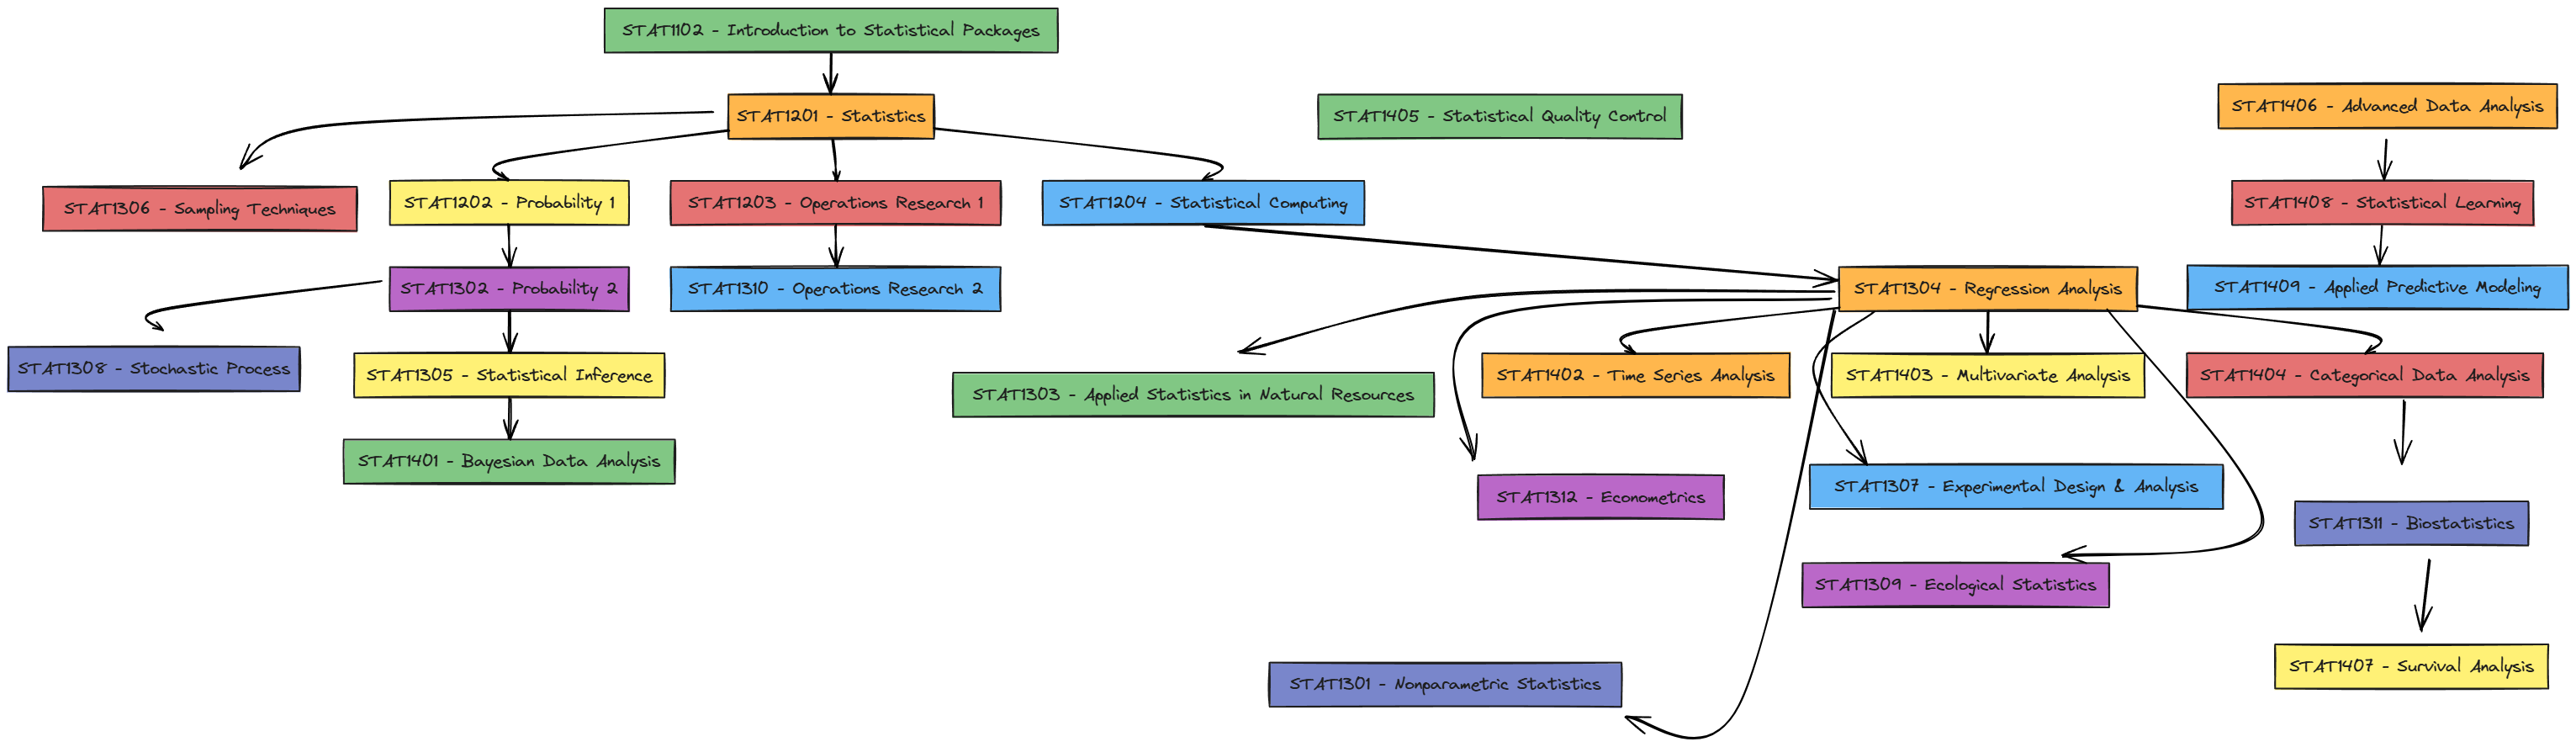 STAT1102 - Introduction to Statistical Packages
STAT1201 - Statistics
STAT1405 - Statistical Quality Control
STAT1406 - Advanced Data Analysis
STAT1306 - Sampling Techniques
STAT1202 - Probability 1
STAT1203 - Operations Research 1
STAT1204 - Statistical Computing
STAT1408 - Statistical Learning
STAT1302 - Probability 2
STAT1310 - Operations Research 2
STAT1304 - Regression Analysis
STAT1409 - Applied Predictive Modeling
STAT1308 - Stochastic Process
STAT1305 - Statistical Inference
STAT1303 - Applied Statistics in Natural Resources
STAT1402 - Time Series Analysis
STAT1403 - Multivariate Analysis
STAT1404 - Categorical Data Analysis
STAT1401 - Bayesian Data Analysis
STAT1312 - Econometrics
STAT1307 - Experimental Design & Analysis
STAT1311 - Biostatistics
STAT1309 - Ecological Statistics
STAT1301 - Nonparametric Statistics
STAT1407 - Survival Analysis